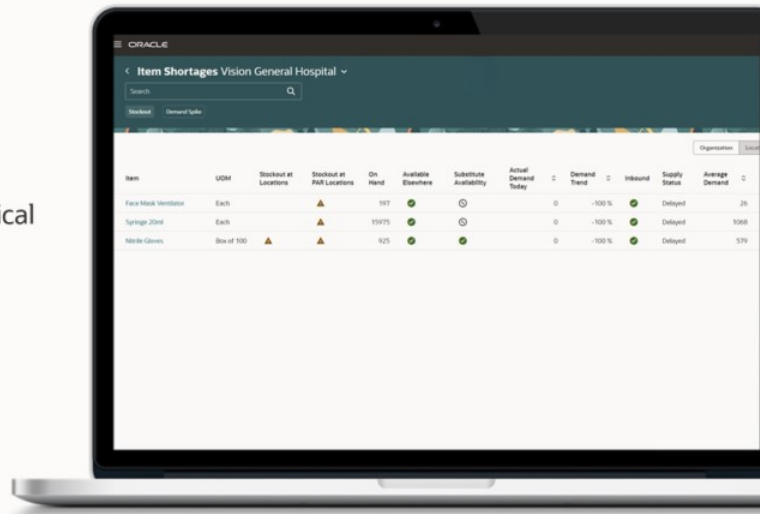 ical
ORACLE
Item Shortages Vision General Hospital
Search
Stockout Demand Spike
Organization Locat
Item UOM Stockout at Locations Stockout at PAR Locations On Hand Available Elsewhere Substitute Availability Actual Demand Today Demand Trend Inbound Supply Status Average Demand
Face Mask Ventilator Each 197 0 -100 % Delayed 26
Syringe 20ml Each 15975 0 -100 % Delayed 1068
Nitrile Gloves Box of 100 925 0 -100 % Delayed 579